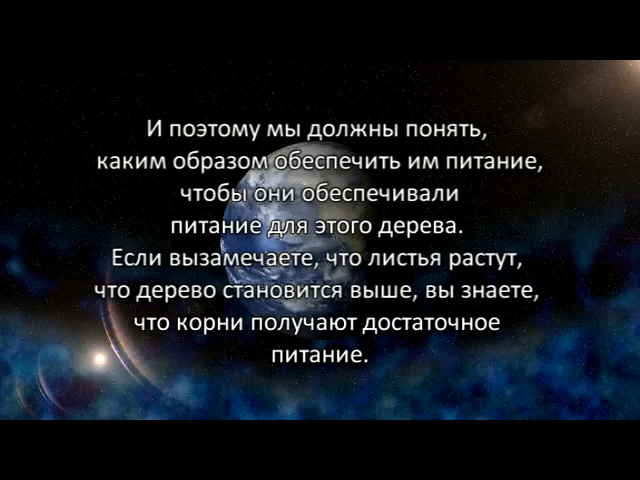 И поэтому мы должны понять,
каким образом обеспечить им питание,
чтобы они обеспечивали
питание для этого дерева.
Если вызамечаете, что листья растут,
что дерево становится выше, вы знаете,
что корни получают достаточное
питание.